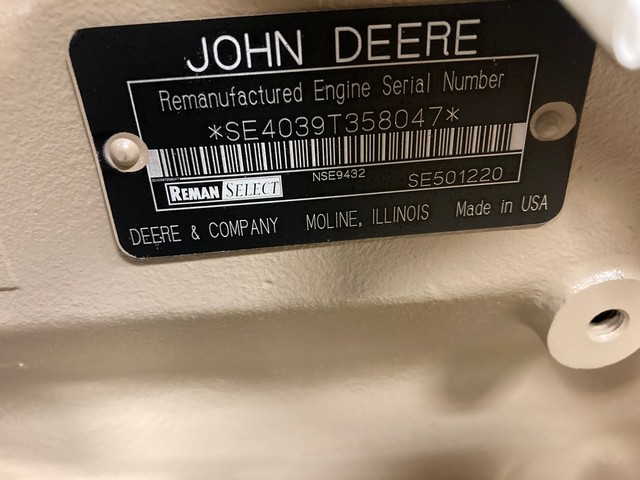 JOHN DEERE
Remanufactured Engine Serial Number
*SE4039T358047*
REMAN SELECT NSE9432 SE501220
DEERE & COMPANY MOLINE, ILLINOIS Made in USA